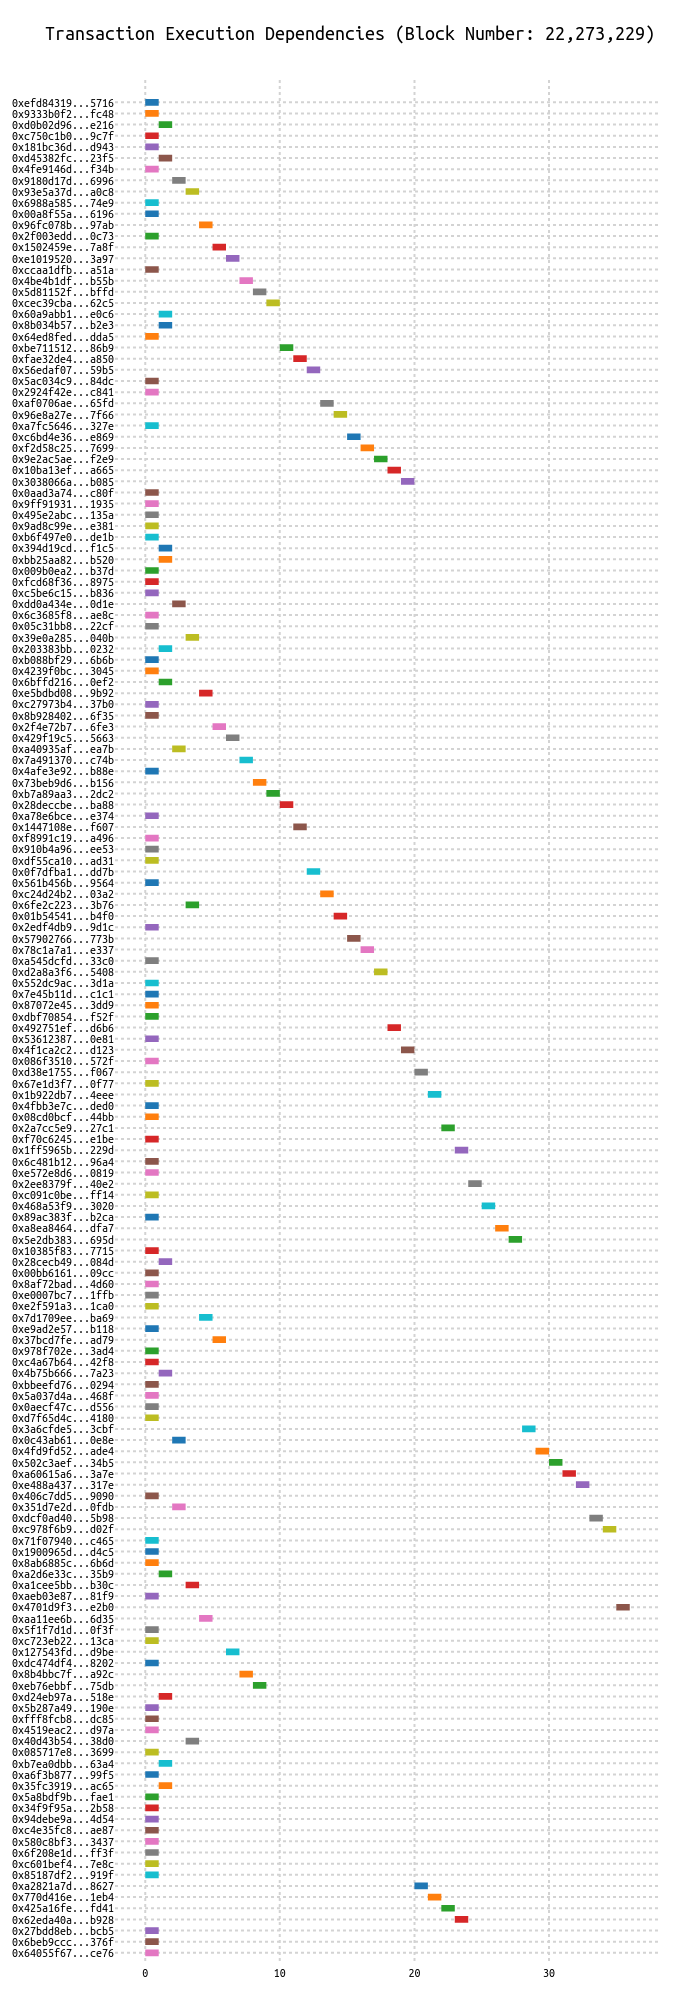 Transaction Execution Dependencies (Block Number: 22,273,229)
0xefd84319...5716
0x9333b0f2...fc48
0xd0b02d96...e216
0xc750c1b0...9c7f
0x181bc36d...d943
0xd45382fc...23f5
0x4fe9146d...f34b
0x9180d17d...6996
0x93e5a37d...a0c8
0x6988a585...74e9
0x00a8f55a...6196
0x96fc078b...97ab
0x2f003edd...0c73
0x1502459e...7a8f
0xe1019520...3a97
0xccaa1dfb...a51a
0x4be4b1df...b55b
0x5d81152f...bffd
0xcec39cba...62c5
0x60a9abb1...e0c6
0x8b034b57...b2e3
0x64ed8fed...dda5
0xbe711512...86b9
0xfae32de4...a850
0x56edaf07...59b5
0x5ac034c9...84dc
0x2924f42e...c841
0xaf0706ae...65fd
0x96e8a27e...7f66
0xa7fc5646...327e
0xc6bd4e36...e869
0xf2d58c25...7699
0x9e2ac5ae...f2e9
0x10ba13ef...a665
0x3038066a...b085
0x0aad3a74...c80f
0x9ff91931...1935
0x495e2abc...135a
0x9ad8c99e...e381
0xb6f497e0...de1b
0x394d19cd...f1c5
0xbb25aa82...b520
0x009b0ea2...b37d
0xfcd68f36...8975
0xc5be6c15...b836
0xdd0a434e...0d1e
0x6c3685f8...ae8c
0x05c31bb8...22cf
0x39e0a285...040b
0x203383bb...0232
0xb088bf29...6b6b
0x4239f0bc...3045
0x6bffd216...0ef2
0xe5bdbd08...9b92
0xc27973b4...37b0
0x8b928402...6f35
0x2f4e72b7...6fe3
0x429f19c5...5663
0xa40935af...ea7b
0x7a491370...c74b
0x4afe3e92...b88e
0x73beb9d6...b156
0xb7a89aa3...2dc2
0x28deccbe...ba88
0xa78e6bce...e374
0x1447108e...f607
0xf8991c19...a496
0x910b4a96...ee53
0xdf55ca10...ad31
0x0f7dfba1...dd7b
0x561b456b...9564
0xc24d24b2...03a2
0x6fe2c223...3b76
0x01b54541...b4f0
0x2edf4db9...9d1c
0x57902766...773b
0x78c1a7a1...e337
0xa545dcfd...33c0
0xd2a8a3f6...5408
0x552dc9ac...3d1a
0x7e45b11d...c1c1
0x87072e45...3dd9
0xdbf70854...f52f
0x492751ef...d6b6
0x53612387...0e81
0x4f1ca2c2...d123
0x086f3510...572f
0xd38e1755...f067
0x67e1d3f7...0f77
0x1b922db7...4eee
0x4fbb3e7c...ded0
0x08cd0bcf...44bb
0x2a7cc5e9...27c1
0xf70c6245...e1be
0x1ff5965b...229d
0x6c481b12...96a4
0xe572e8d6...0819
0x2ee8379f...40e2
0xc091c0be...ff14
0x468a53f9...3020
0x89ac383f...b2ca
0xa8ea8464...dfa7
0x5e2db383...695d
0x10385f83...7715
0x28cecb49...084d
0x00bb6161...09cc
0x8af72bad...4d60
0xe0007bc7...1ffb
0xe2f591a3...1ca0
0x7d1709ee...ba69
0xe9ad2e57...b118
0x37bcd7fe...ad79
0x978f702e...3ad4
0xc4a67b64...42f8
0x4b75b666...7a23
0xbbeefd76...0294
0x5a037d4a...468f
0x0aecf47c...d556
0xd7f65d4c...4180
0x3a6cfde5...3cbf
0x0c43ab61...0e8e
0x4fd9fd52...ade4
0x502c3aef...34b5
0xa60615a6...3a7e
0xe488a437...317e
0x406c7dd5...9090
0x351d7e2d...0fdb
0xdcf0ad40...5b98
0xc978f6b9...d02f
0x71f07940...c465
0x1900965d...d4c5
0x8ab6885c...6b6d
0xa2d6e33c...35b9
0xa1cee5bb...b30c
0xaeb03e87...81f9
0x4701d9f3...e2b0
0xaa11ee6b...6d35
0x5f1f7d1d...0f3f
0xc723eb22...13ca
0x127543fd...d9be
0xdc474df4...8202
0x8b4bbc7f...a92c
0xeb76ebbf...75db
0xd24eb97a...518e
0x5b287a49...190e
0xfff8fcb8...dc85
0x4519eac2...d97a
0x40d43b54...38d0
0x085717e8...3699
0xb7ea0dbb...63a4
0xa6f3b877...99f5
0x35fc3919...ac65
0x5a8bdf9b...fae1
0x34f9f95a...2b58
0x94debe9a...4d54
0xc4e35fc8...ae87
0x580c8bf3...3437
0x6f208e1d...ff3f
0xc601bef4...7e8c
0x85187df2...919f
0xa2821a7d...8627
0x770d416e...1eb4
0x425a16fe...fd41
0x62eda40a...b928
0x27bdd8eb...bcb5
0x6beb9ccc...376f
0x64055f67...ce76
0 10 20 30